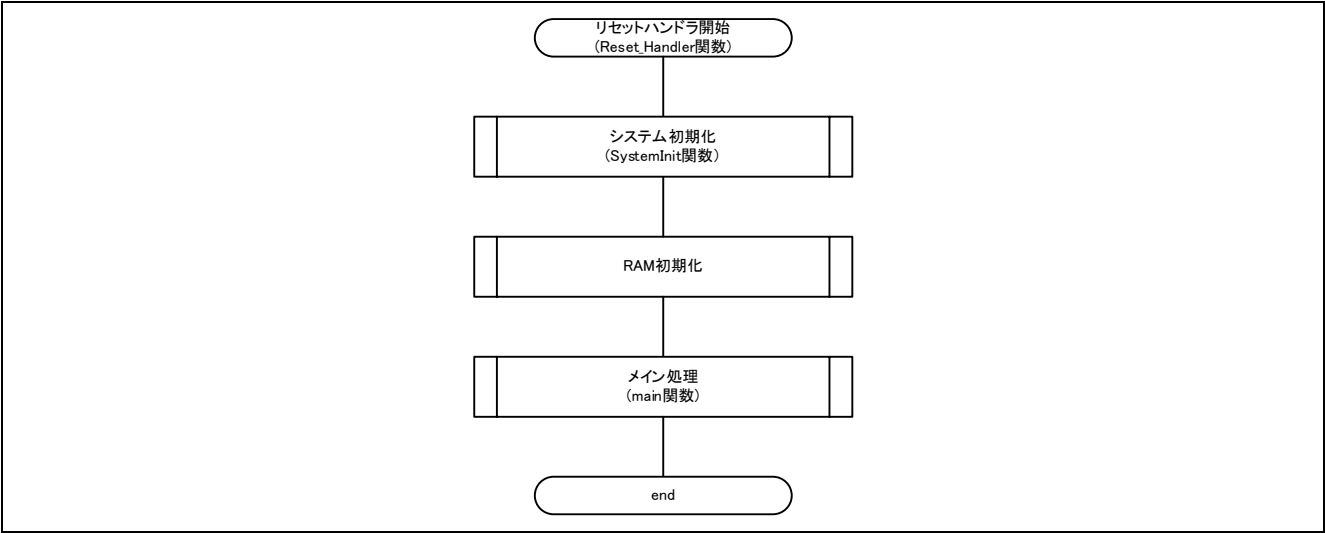 リセットハンドラ開始
(Reset_Handler関数)
システム初期化
(SystemInit関数)
RAM初期化
メイン処理
(main関数)
end